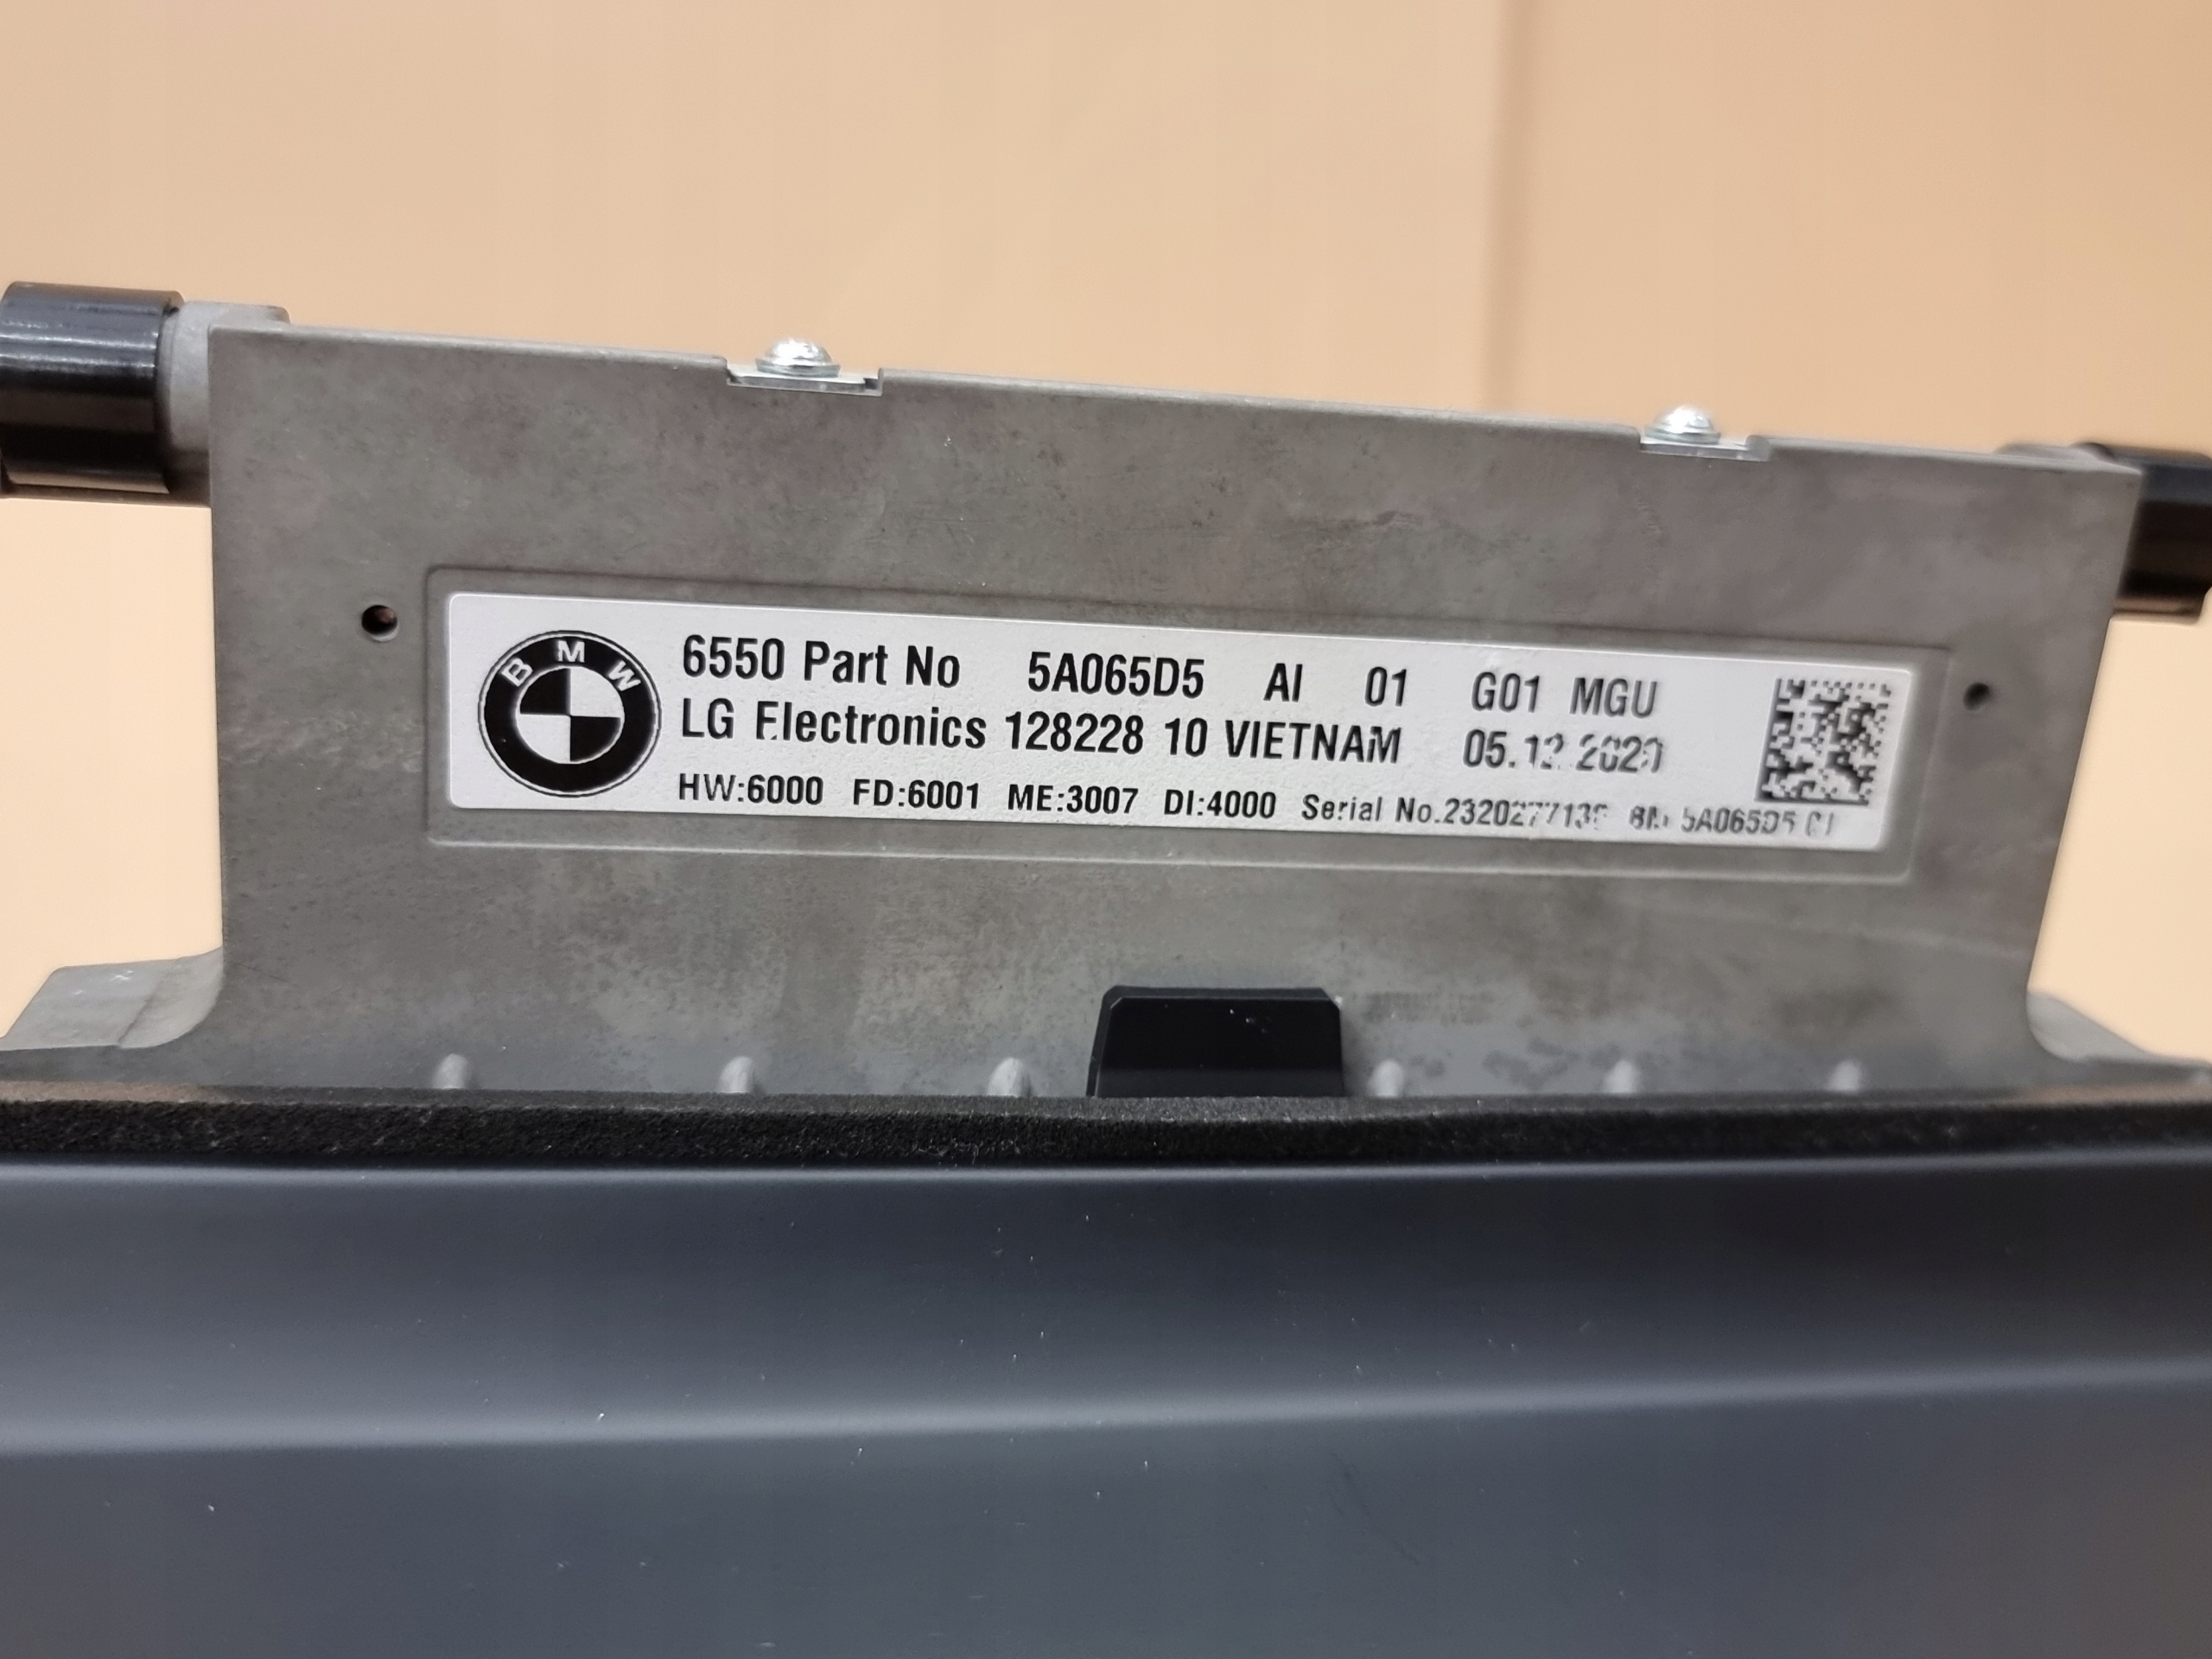 BMW
6550 Part No 5A065D5 AI 01 G01 MGU
LG Electronics 128228 10 VIETNAM
HW:6000 FD:6001 ME:3007 DI:4000 Serial No.